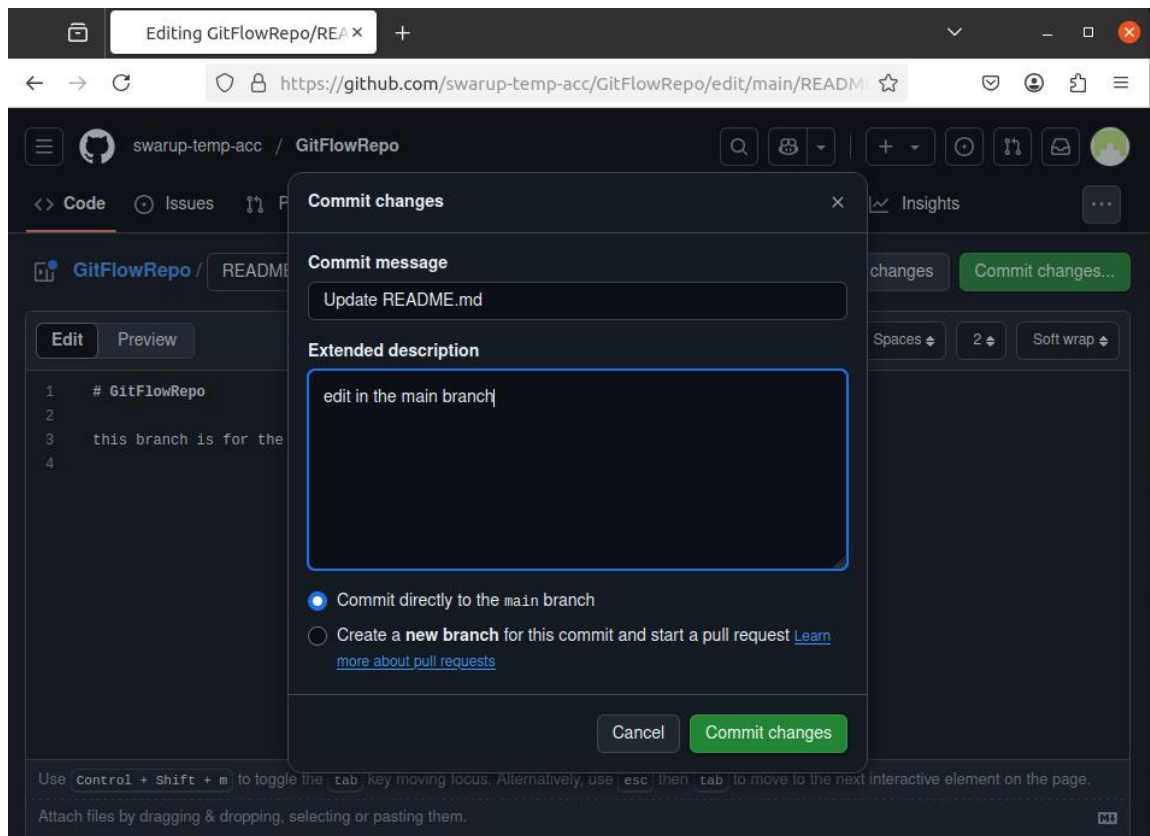 Editing GitFlowRepo/REA
https://github.com/swarup-temp-acc/GitFlowRepo/edit/main/READM
swarup-temp-acc / GitFlowRepo
Code Issues P Insights
Commit changes
GitFlowRepo / README changes Commit changes...
Commit message
Update README.md
Edit Preview Spaces 2 Soft wrap
Extended description
edit in the main branch
1 # GitFlowRepo
2
3 this branch is for the
4
Commit directly to the main branch
Create a new branch for this commit and start a pull request Learn
more about pull requests
Cancel Commit changes
Use Control + Shift + m to toggle the tab key moving focus. Alternatively, use esc then tab to move to the next interactive element on the page.
Attach files by dragging & dropping, selecting or pasting them.